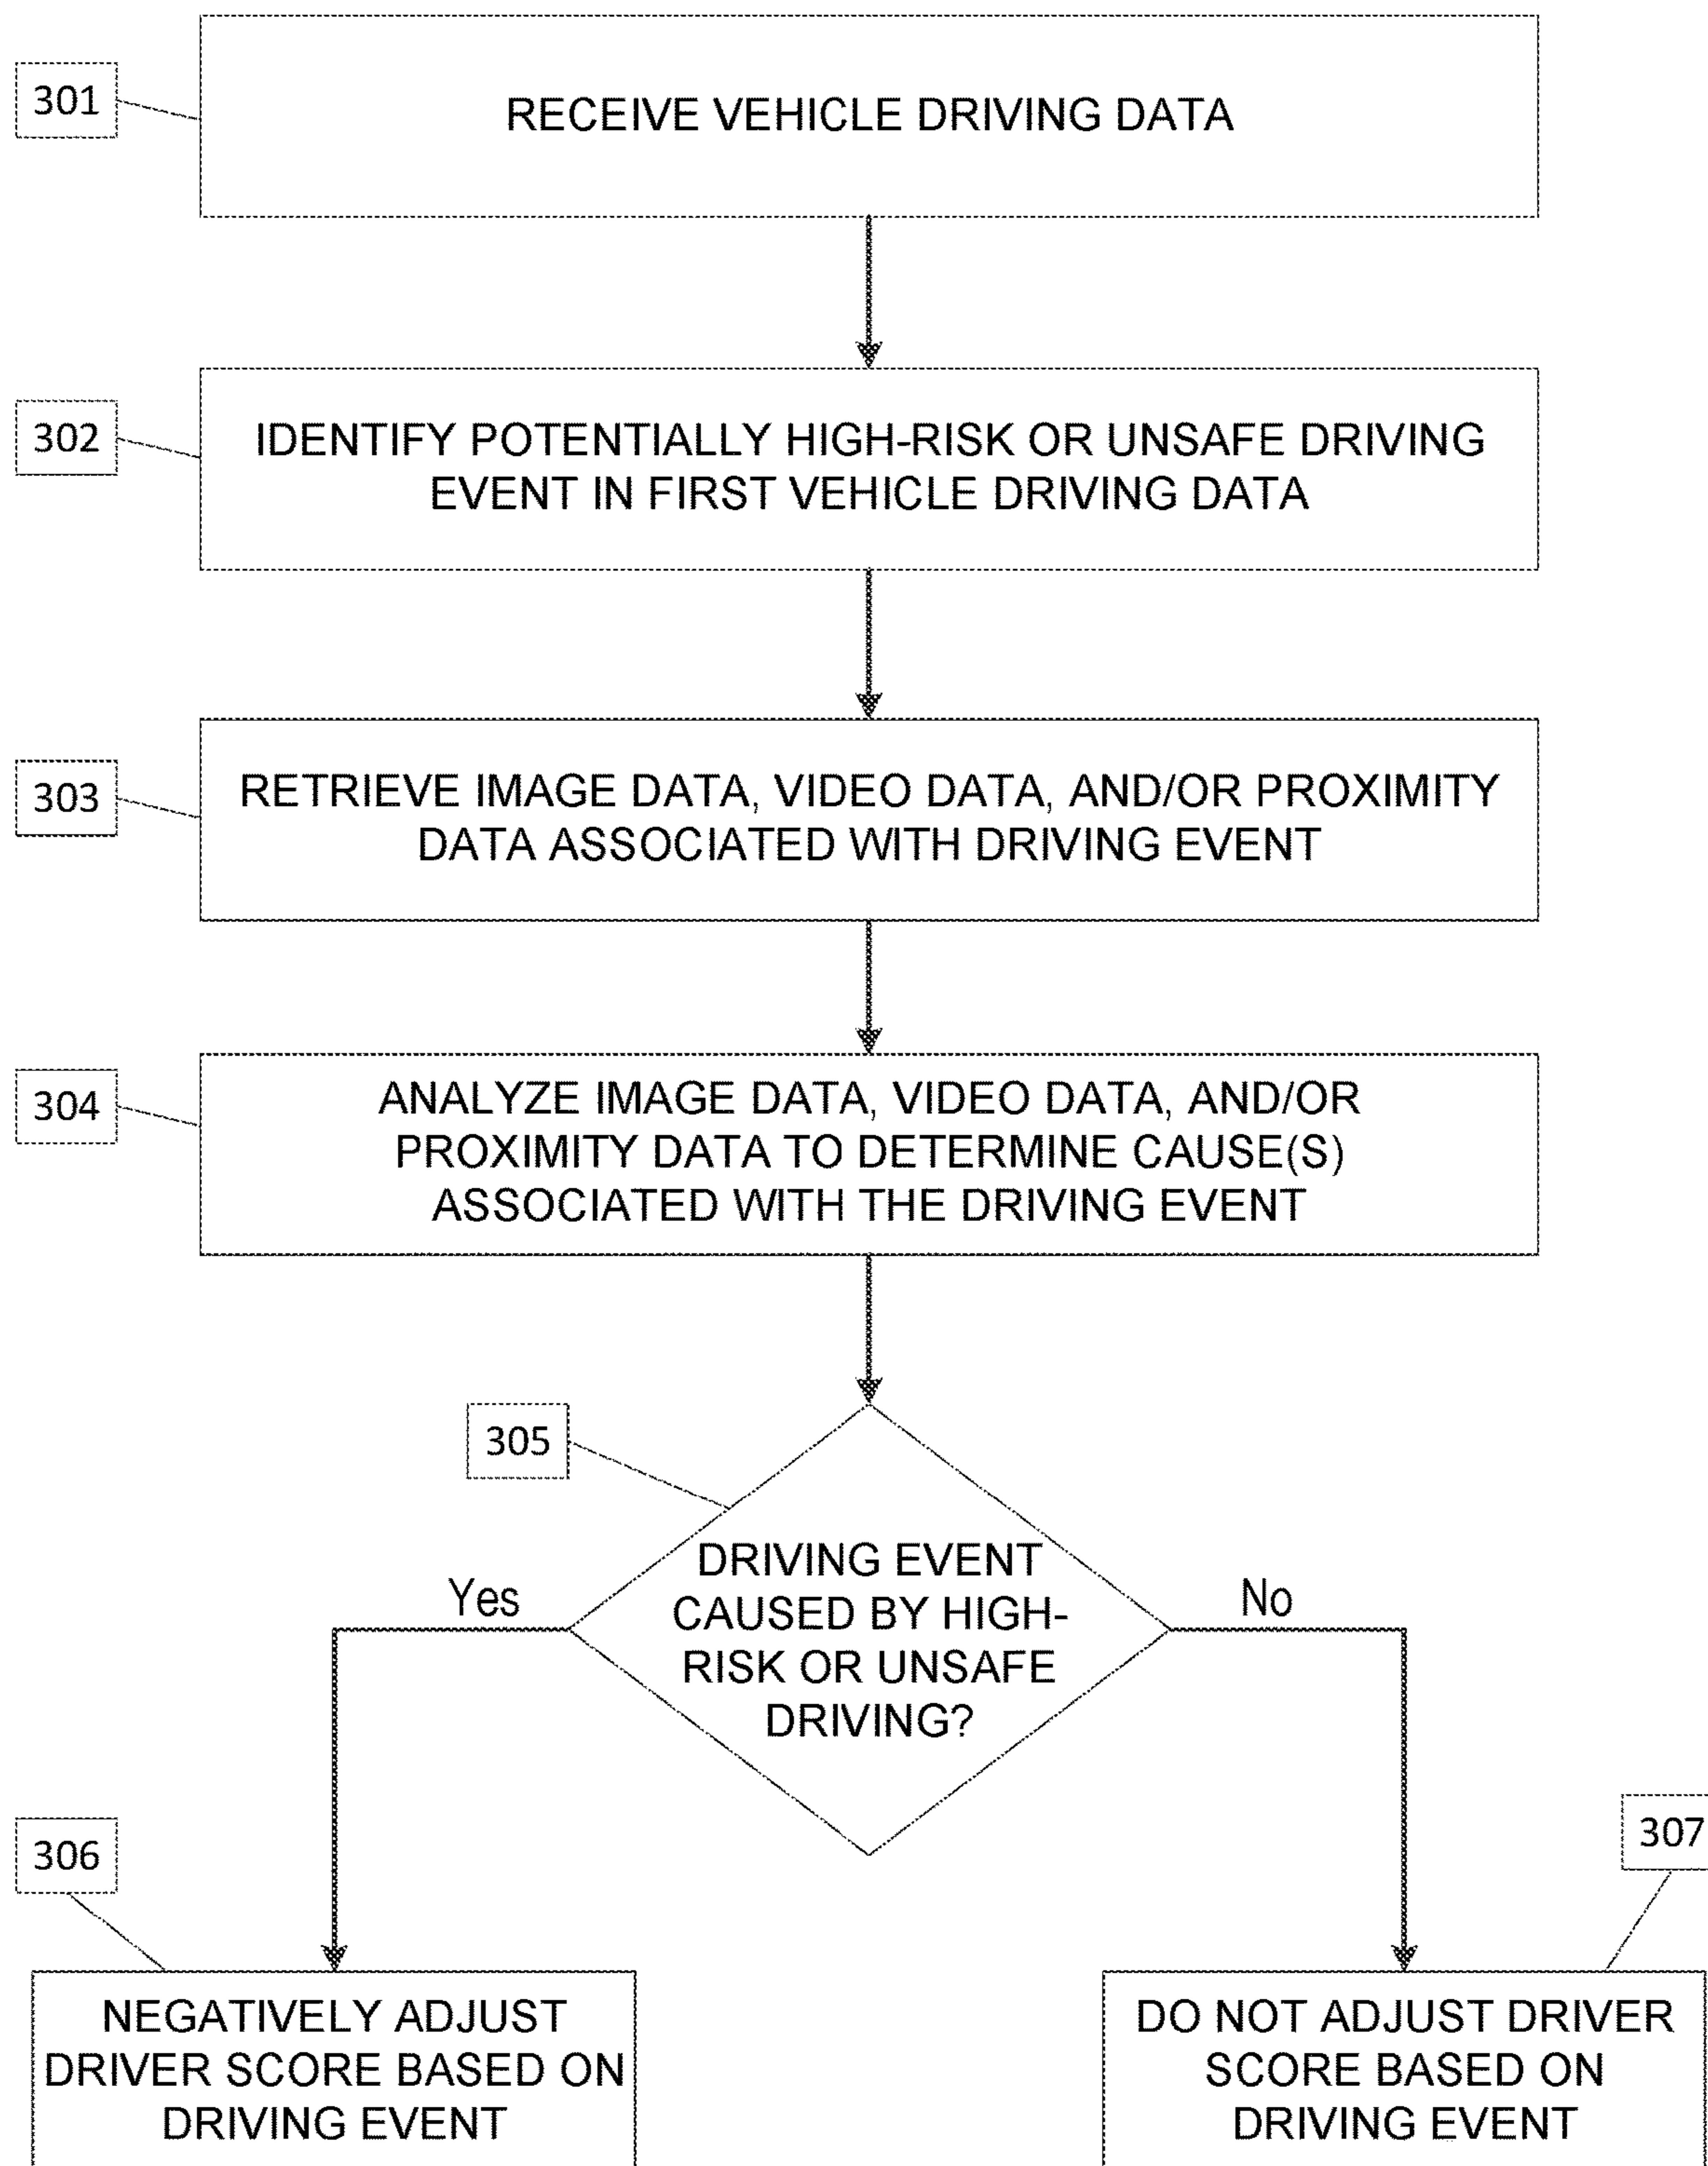 301
RECEIVE VEHICLE DRIVING DATA
302
IDENTIFY POTENTIALLY HIGH-RISK OR UNSAFE DRIVING
EVENT IN FIRST VEHICLE DRIVING DATA
303
RETRIEVE IMAGE DATA, VIDEO DATA, AND/OR PROXIMITY
DATA ASSOCIATED WITH DRIVING EVENT
304
ANALYZE IMAGE DATA, VIDEO DATA, AND/OR
PROXIMITY DATA TO DETERMINE CAUSE(S)
ASSOCIATED WITH THE DRIVING EVENT
305
DRIVING EVENT
CAUSED BY HIGH-
RISK OR UNSAFE
DRIVING?
Yes
No
306
NEGATIVELY ADJUST
DRIVER SCORE BASED ON
DRIVING EVENT
307
DO NOT ADJUST DRIVER
SCORE BASED ON
DRIVING EVENT